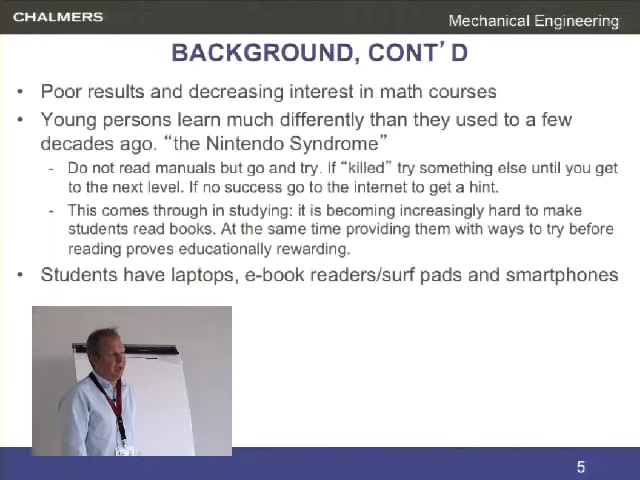 CHALMERS
Mechanical Engineering
BACKGROUND, CONT’D
• Poor results and decreasing interest in math courses
• Young persons learn much differently than they used to a few
decades ago. “the Nintendo Syndrome”
- Do not read manuals but go and try. If “killed” try something else until you get
to the next level. If no success go to the internet to get a hint.
- This comes through in studying: it is becoming increasingly hard to make
students read books. At the same time providing them with ways to try before
reading proves educationally rewarding.
• Students have laptops, e-book readers/surf pads and smartphones
5